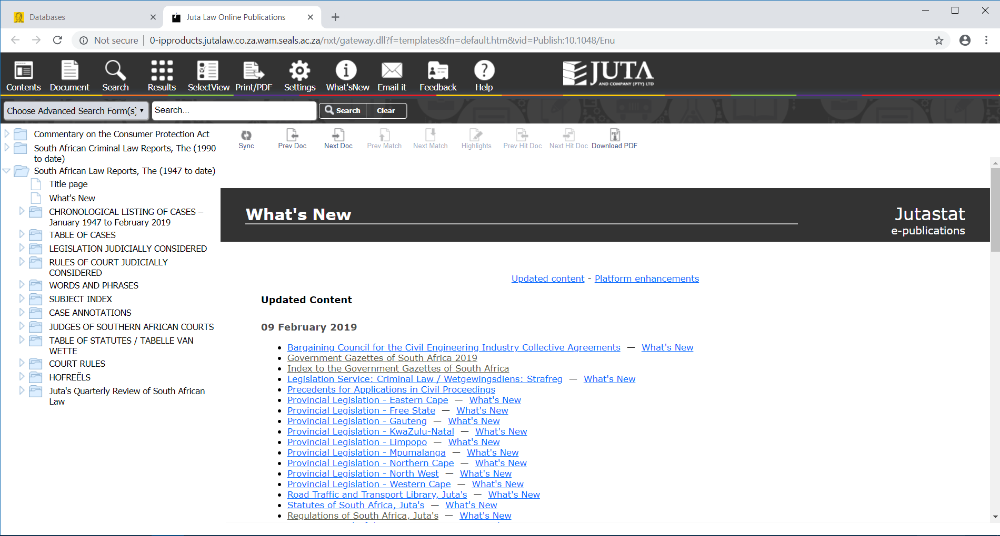 Databases
Juta Law Online Publications
Not secure | 0-ipproducts.jutalaw.co.za.wam.seals.ac.za/nxt/gateway.dll?f=templates&fn=default.htm&vid=Publish:10.1048/Enu
Contents Document Search Results SelectView Print/PDF Settings What'sNew Email it Feedback Help
JUTA
AND COMPANY (PTY) LTD
Choose Advanced Search Form(s) Search... Search Clear
Commentary on the Consumer Protection Act
South African Criminal Law Reports, The (1990
to date)
South African Law Reports, The (1947 to date)
Title page
What's New
CHRONOLOGICAL LISTING OF CASES –
January 1947 to February 2019
TABLE OF CASES
LEGISLATION JUDICIALLY CONSIDERED
RULES OF COURT JUDICIALLY
CONSIDERED
WORDS AND PHRASES
SUBJECT INDEX
CASE ANNOTATIONS
JUDGES OF SOUTHERN AFRICAN COURTS
TABLE OF STATUTES / TABELLE VAN
WETTE
COURT RULES
HOFREËLS
Juta's Quarterly Review of South African
Law
Sync Prev Doc Next Doc Prev Match Next Match Highlights Prev Hit Doc Next Hit Doc PDF Download PDF
What's New
Jutastat
e-publications
Updated content - Platform enhancements
Updated Content
09 February 2019
• Bargaining Council for the Civil Engineering Industry Collective Agreements — What's New
• Government Gazettes of South Africa 2019
• Index to the Government Gazettes of South Africa
• Legislation Service: Criminal Law / Wetgewingsdiens: Strafreg — What's New
• Precedents for Applications in Civil Proceedings
• Provincial Legislation - Eastern Cape — What's New
• Provincial Legislation - Free State — What's New
• Provincial Legislation - Gauteng — What's New
• Provincial Legislation - KwaZulu-Natal — What's New
• Provincial Legislation - Limpopo — What's New
• Provincial Legislation - Mpumalanga — What's New
• Provincial Legislation - Northern Cape — What's New
• Provincial Legislation - North West — What's New
• Provincial Legislation - Western Cape — What's New
• Road Traffic and Transport Library, Juta's — What's New
• Statutes of South Africa, Juta's — What's New
• Regulations of South Africa, Juta's — What's New